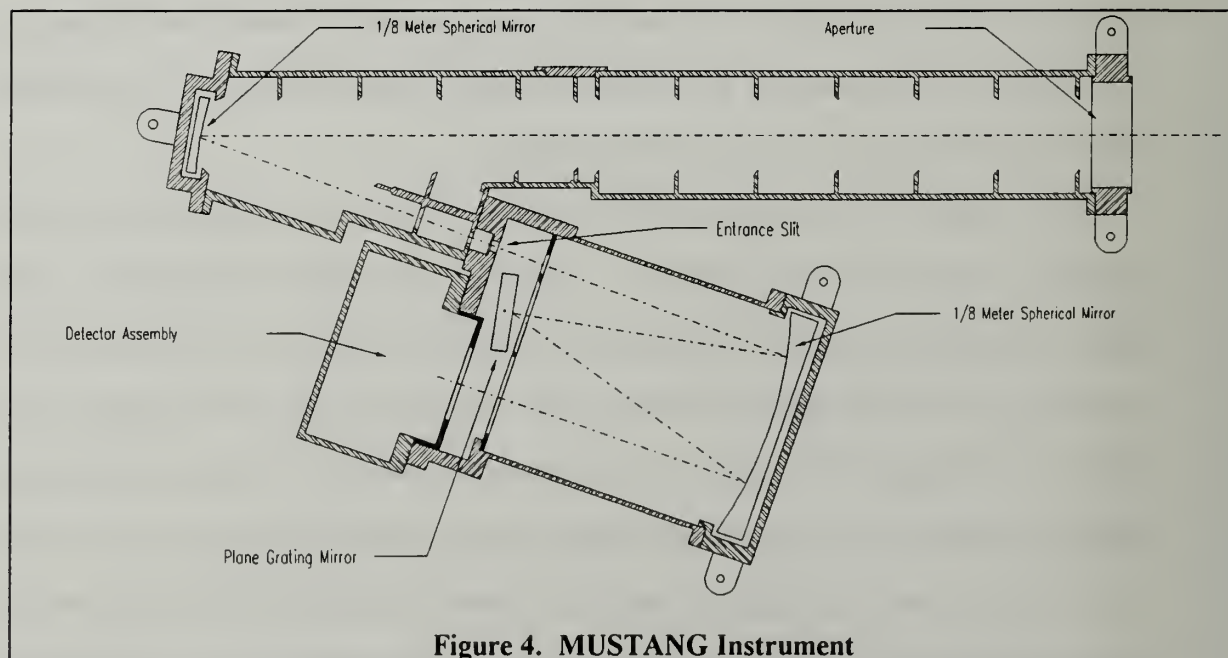 1/8 Meter Spherical Mirror
Aperture
Entrance Slit
1/8 Meter Spherical Mirror
Detector Assembly
Plane Grating Mirror
Figure 4. MUSTANG Instrument